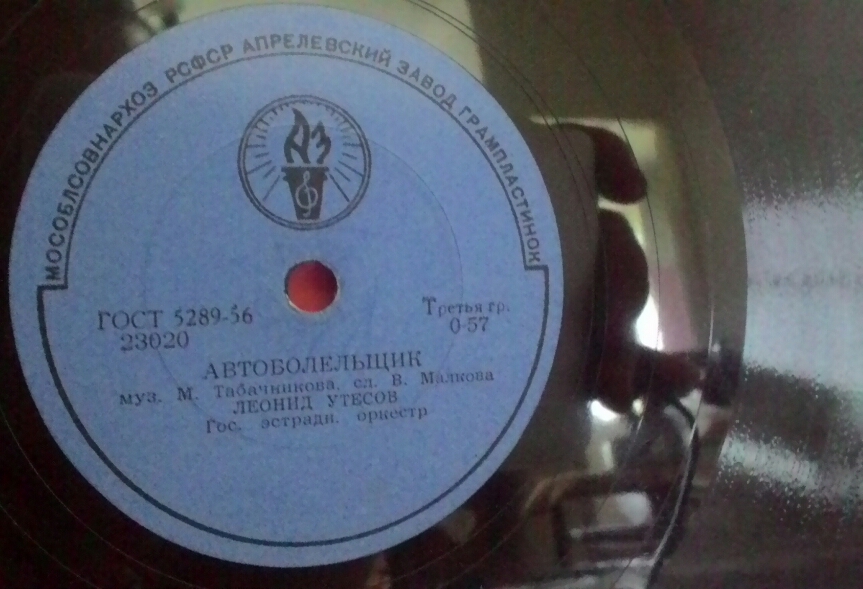 МОСОБЛСОВНАРХОЗ РСФСР АПРЕЛЕВСКИЙ ЗАВОД ГРАМПЛАСТИНОК
АЗ
ГОСТ 5289-56
23020
Третья гр.
0-57
АВТОБОЛЕЛЬЩИК
муз. М. Табачникова, сл. В. Малкова
ЛЕОНИД УТЕСОВ
Гос. эстрадн. оркестр